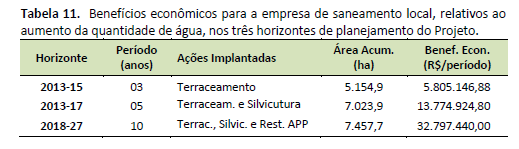 Tabela 11. Benefícios econômicos para a empresa de saneamento local, relativos ao
aumento da quantidade de água, nos três horizontes de planejamento do Projeto.
Horizonte Período (anos) Ações Implantadas Área Acum. (ha) Benef. Econ. (R$/período)
2013-15 03 Terraceamento 5.154,9 5.805.146,88
2013-17 05 Terraceam. e Silvicutura 7.023,9 13.774.924,80
2018-27 10 Terrac., Silvic. e Rest. APP 7.457,7 32.797.440,00